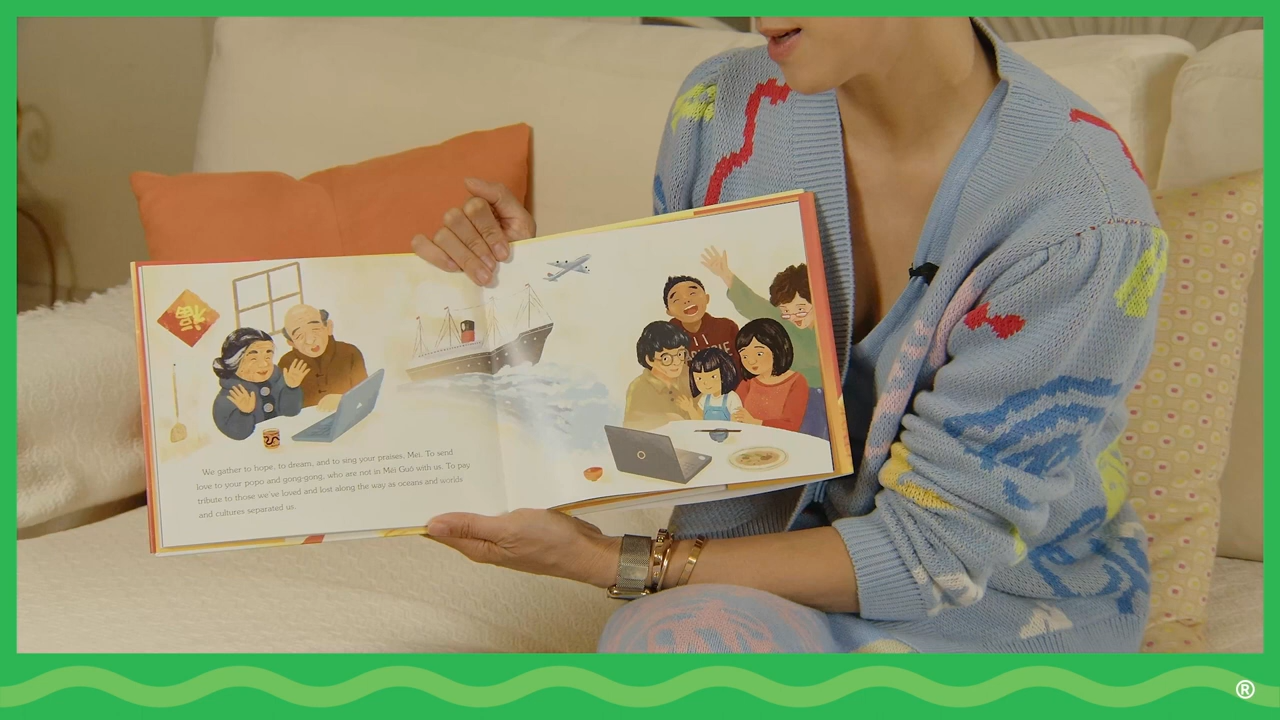 福
We gather to hope, to dream, and to sing your praises, Mei. To send
love to your popo and gong-gong, who are not in Měi Guó with us. To pay
tribute to those we've loved and lost along the way as oceans and worlds
and cultures separated us.
®